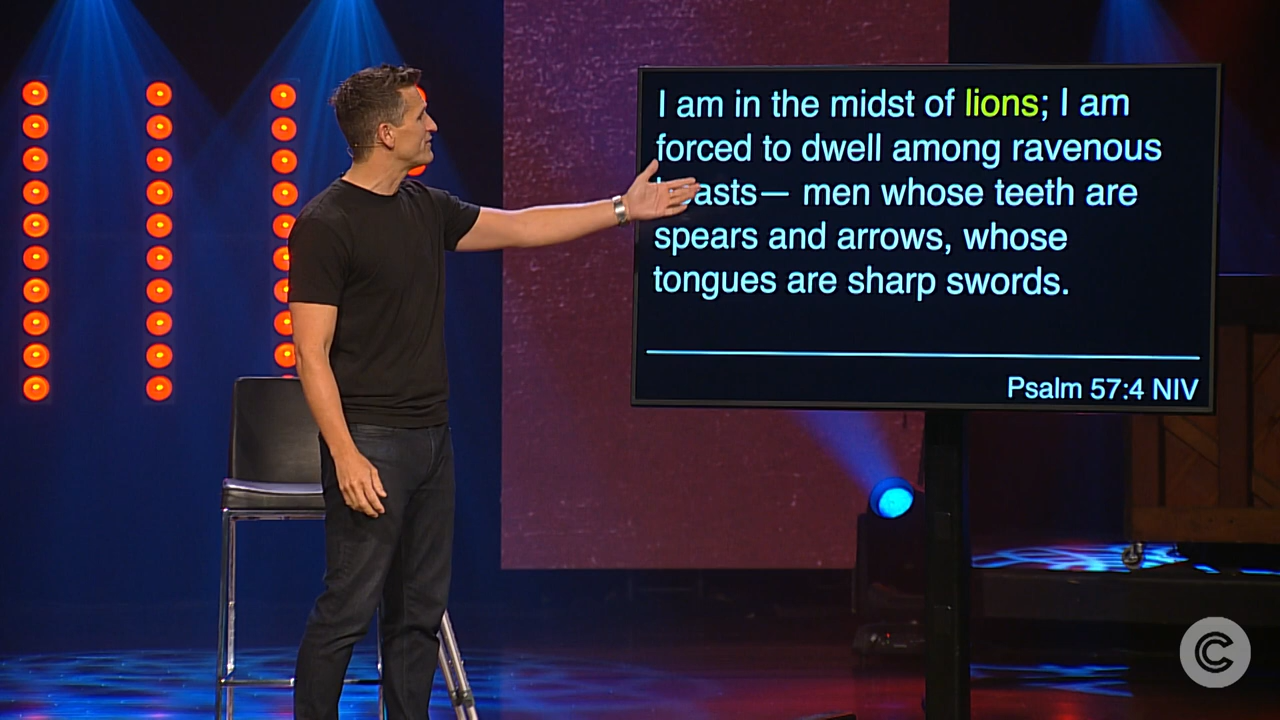 I am in the midst of lions; I am
forced to dwell among ravenous
men whose teeth are
spears and arrows, whose
tongues are sharp swords.
Psalm 57:4 NIV
C